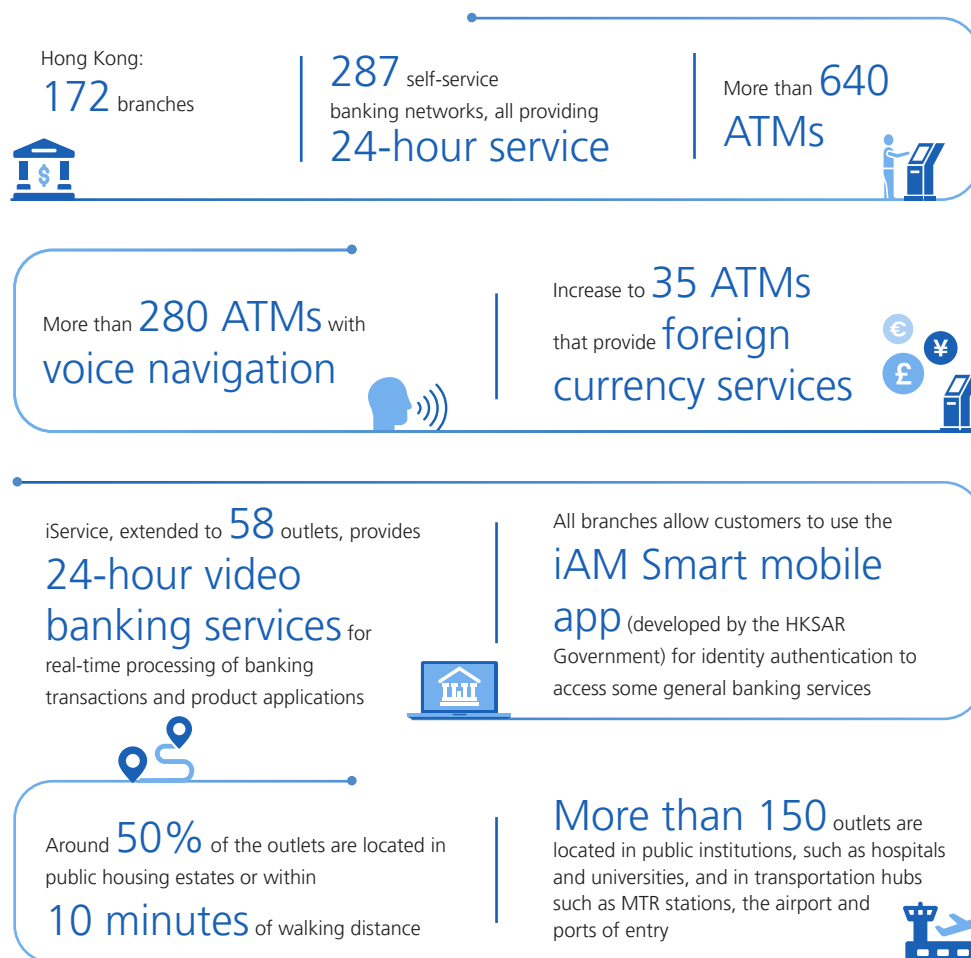 Hong Kong:
172 branches
287 self-service
banking networks, all providing
24-hour service
More than 640
ATMs
$
More than 280 ATMs with
voice navigation
Increase to 35 ATMs
that provide foreign
currency services
€
¥
£
iService, extended to 58 outlets, provides
24-hour video
banking services for
real-time processing of banking
transactions and product applications
All branches allow customers to use the
iAM Smart mobile
app (developed by the HKSAR
Government) for identity authentication to
access some general banking services
Around 50% of the outlets are located in
public housing estates or within
10 minutes of walking distance
More than 150 outlets are
located in public institutions, such as hospitals
and universities, and in transportation hubs
such as MTR stations, the airport and
ports of entry